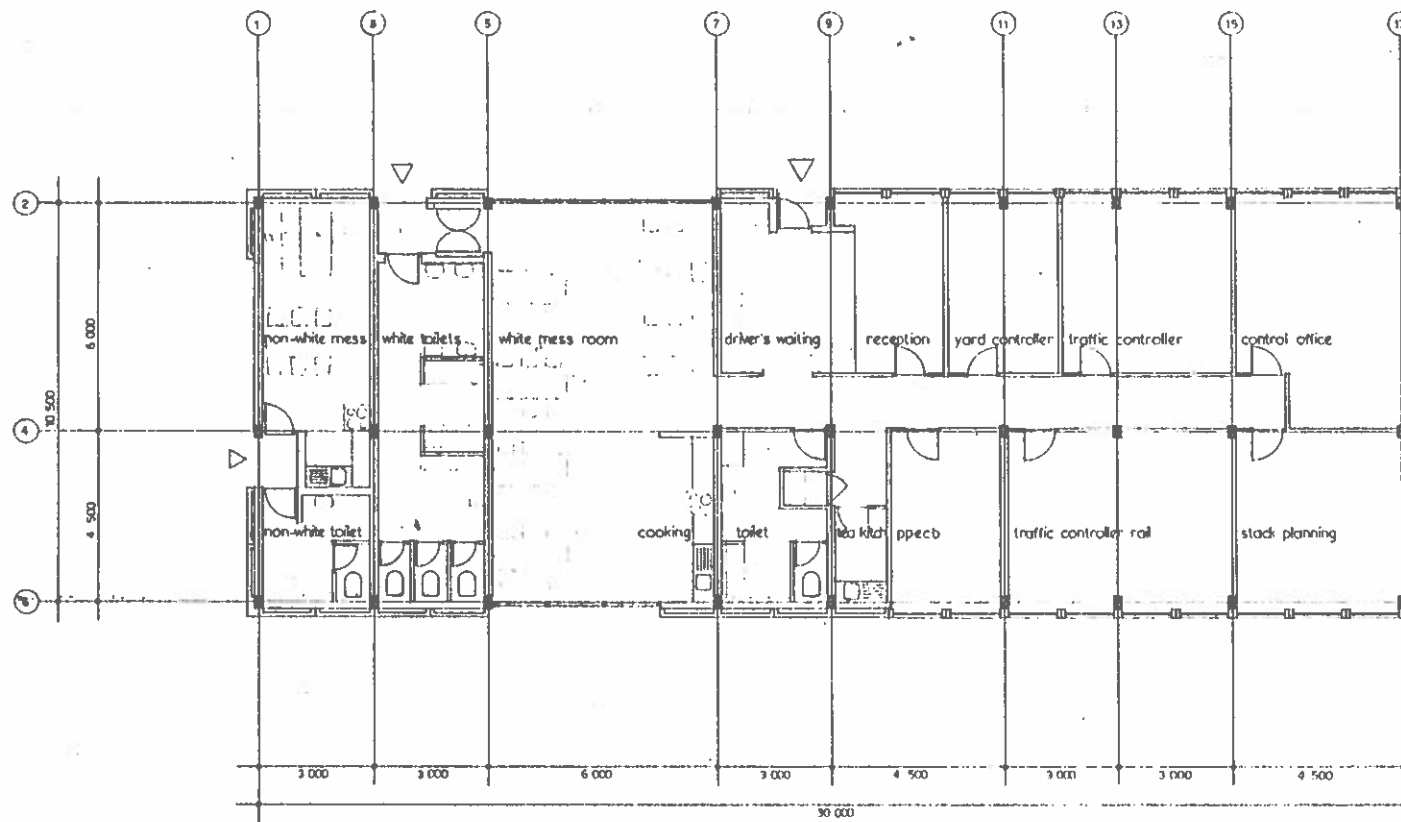 1 3 5 7 9 11 13 15
2
non-white mess white toilets white mess room driver's waiting reception yard controller traffic controller control office
6 000
10 500
4
4 500
non-white toilet cooking toilet tea kitch ppecb traffic controller rail stack planning
3 000 3 000 6 000 3 000 4 500 3 000 3 000 4 500
30 000